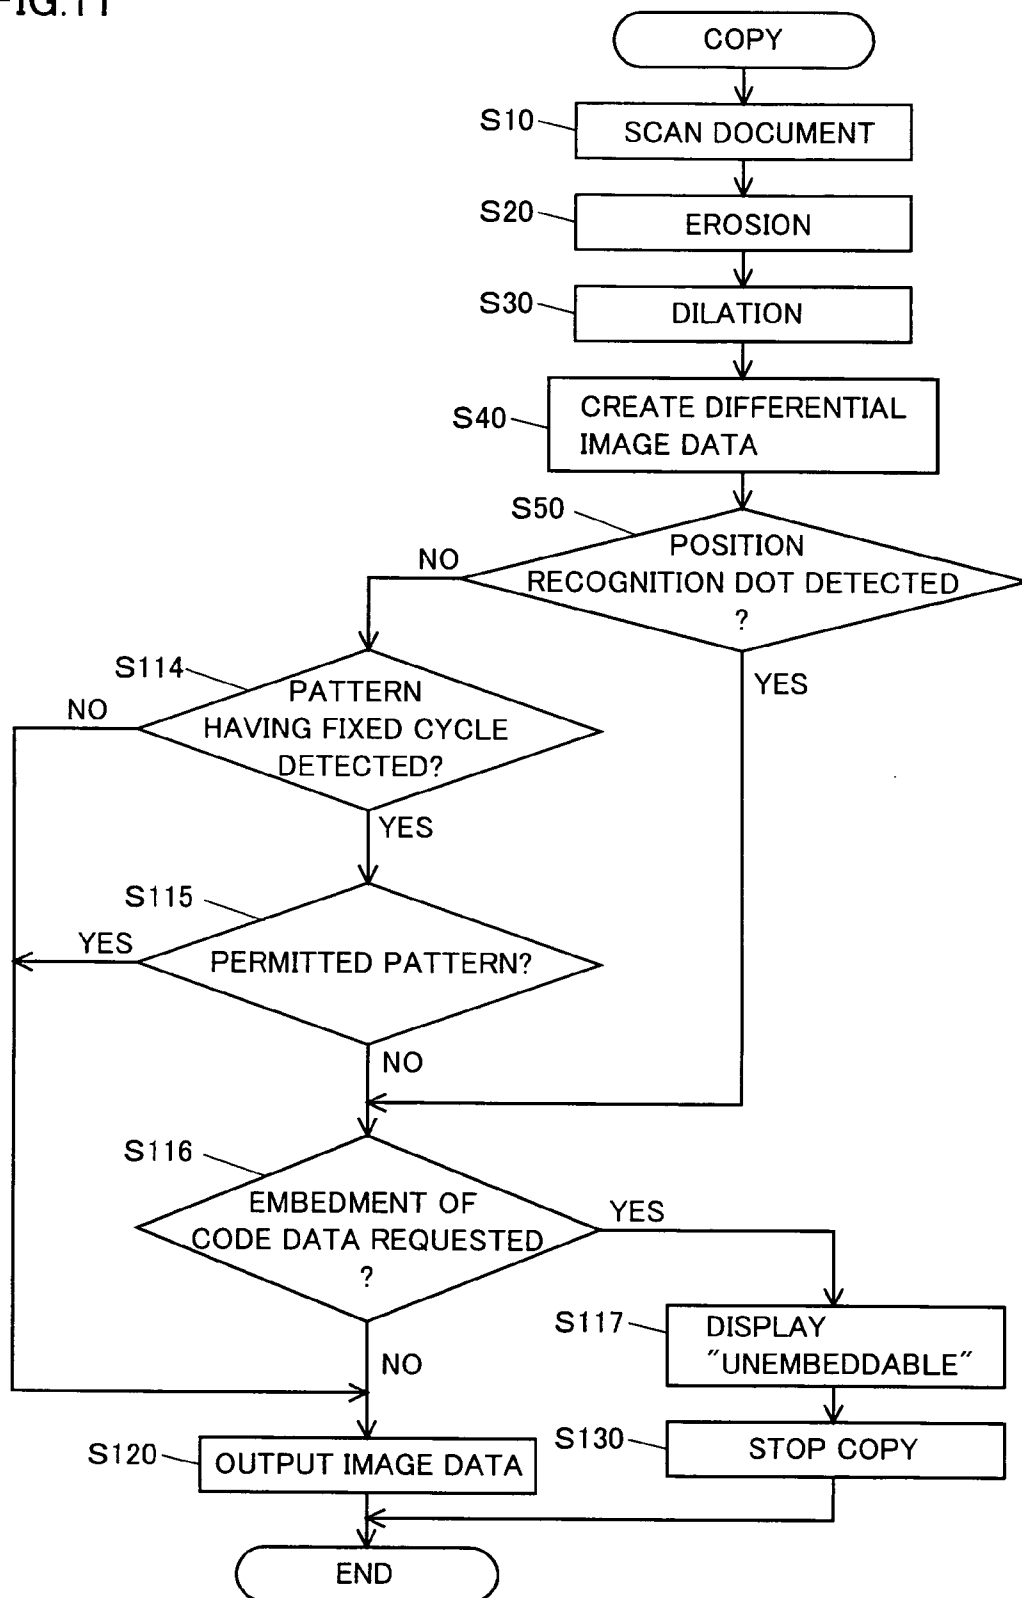 FIG.11
COPY
S10
SCAN DOCUMENT
S20
EROSION
S30
DILATION
S40
CREATE DIFFERENTIAL
IMAGE DATA
S50
POSITION
RECOGNITION DOT DETECTED
?
NO
YES
S114
PATTERN
HAVING FIXED CYCLE
DETECTED?
NO
YES
S115
PERMITTED PATTERN?
YES
NO
S116
EMBEDMENT OF
CODE DATA REQUESTED
?
YES
NO
S117
DISPLAY
"UNEMBEDDABLE"
S120
OUTPUT IMAGE DATA
S130
STOP COPY
END